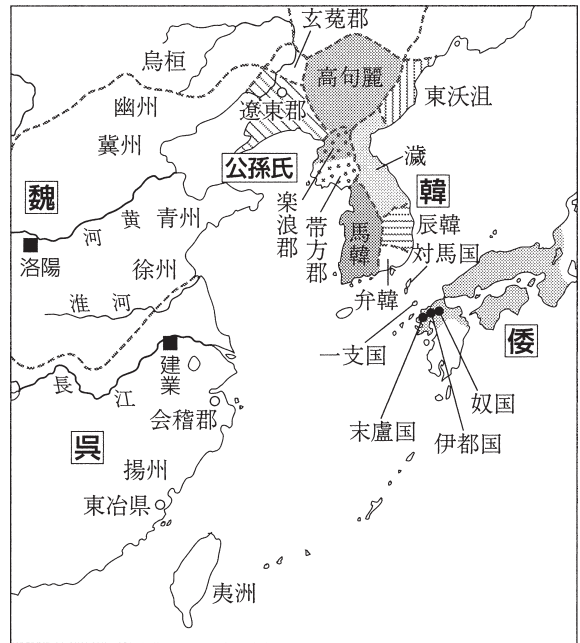 玄菟郡
烏桓
高句麗
幽州
遼東郡
東沃沮
冀州
濊
公孫氏
韓
魏
楽浪郡
帯方郡
黄河
青州
馬韓
辰韓
洛陽
対馬国
徐州
弁韓
淮河
一支国
倭
建業
長江
奴国
会稽郡
末盧国
伊都国
呉
揚州
東冶県
夷洲